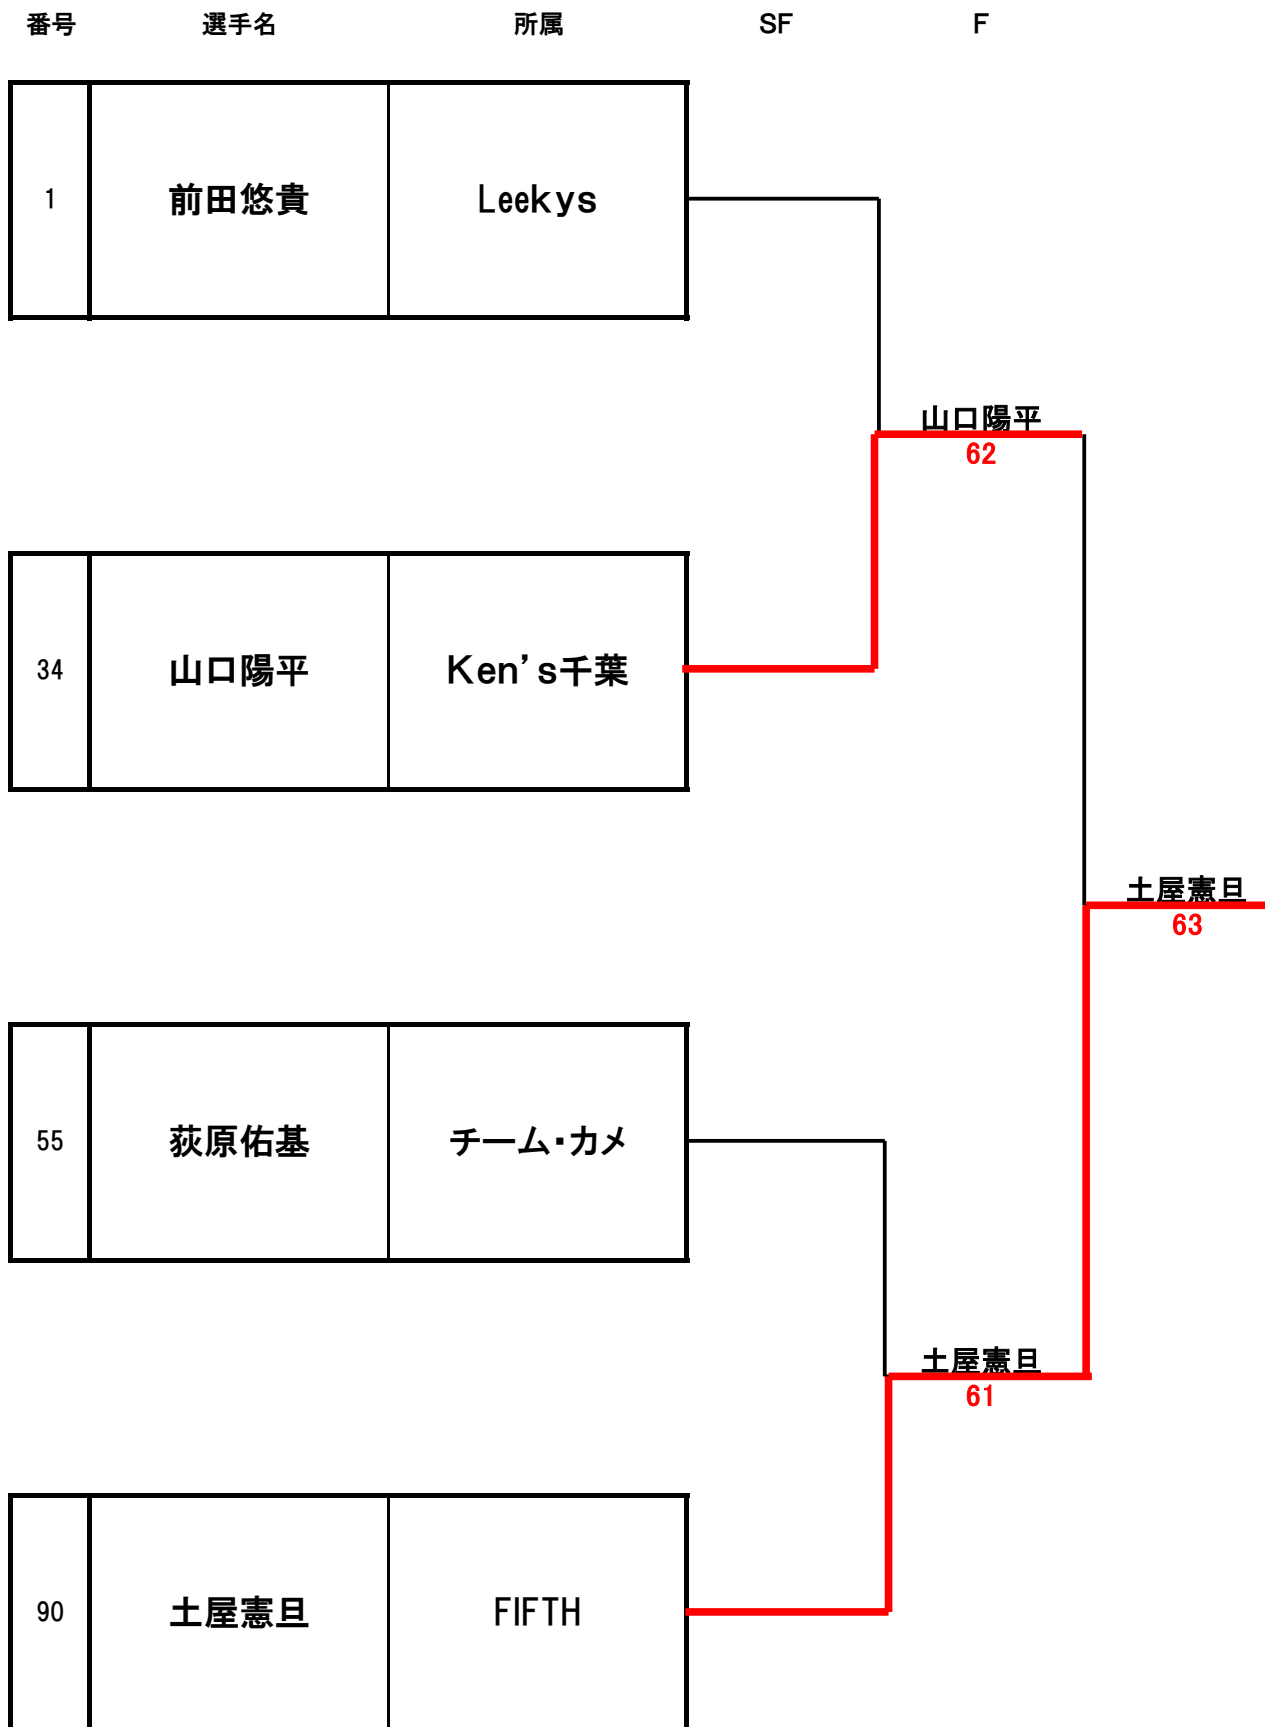 番号 選手名 所属 SF F
1 前田悠貴 Leekys
山口陽平
62
34 山口陽平 Ken's千葉
土屋憲旦
63
55 荻原佑基 チーム・カメ
土屋憲旦
61
90 土屋憲旦 FIFTH